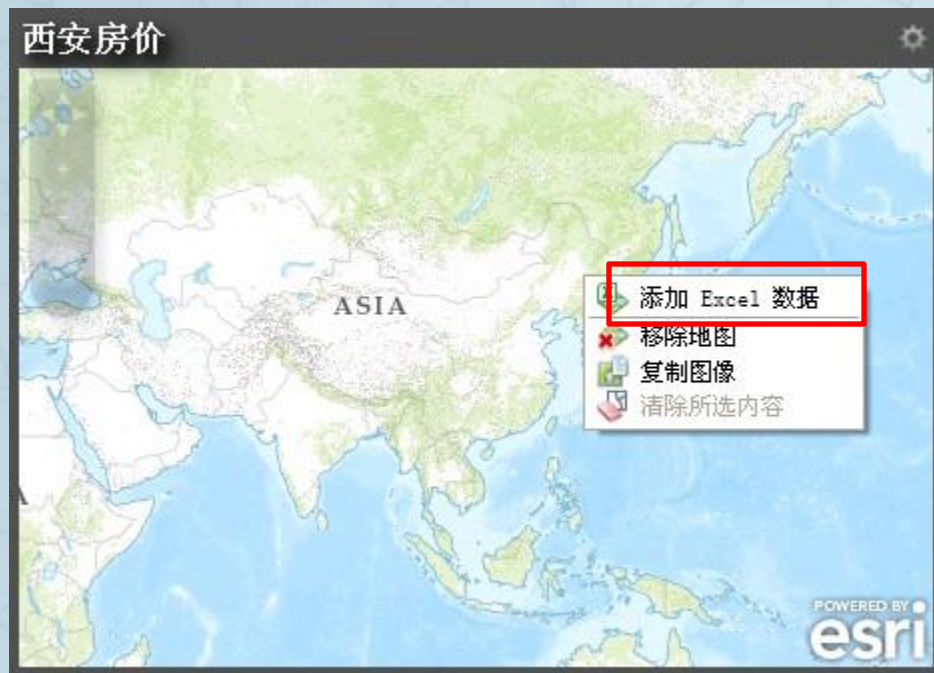 西安房价
ASIA
添加 Excel 数据
移除地图
复制图像
清除所选内容
POWERED BY
esri